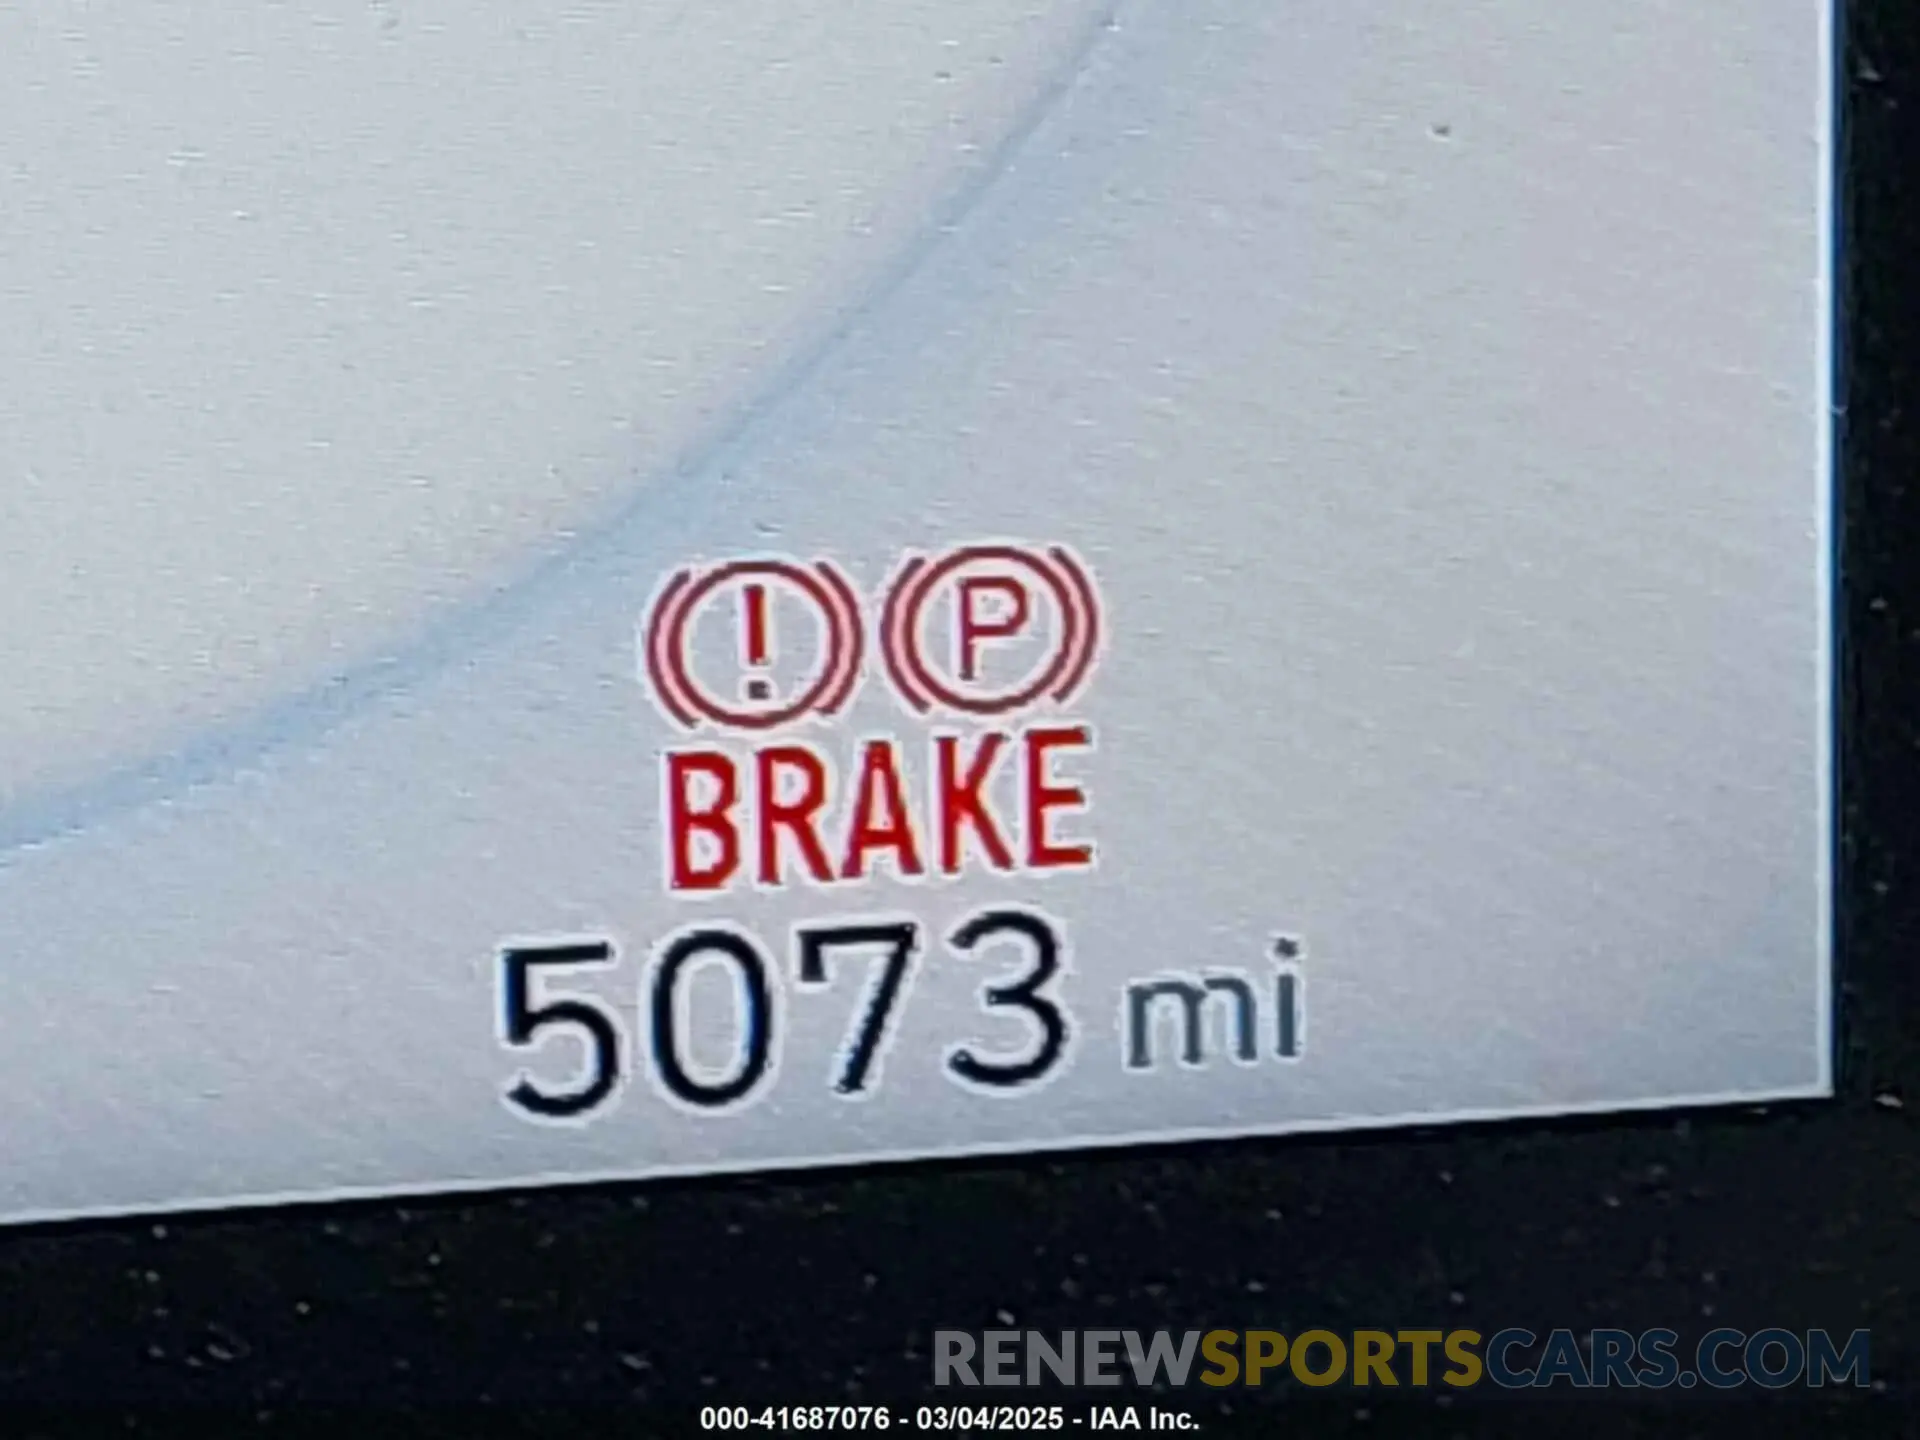 ! P
BRAKE
5073 mi
RENEWSPORTSCARS.COM
000-41687076 - 03/04/2025 - IAA Inc.